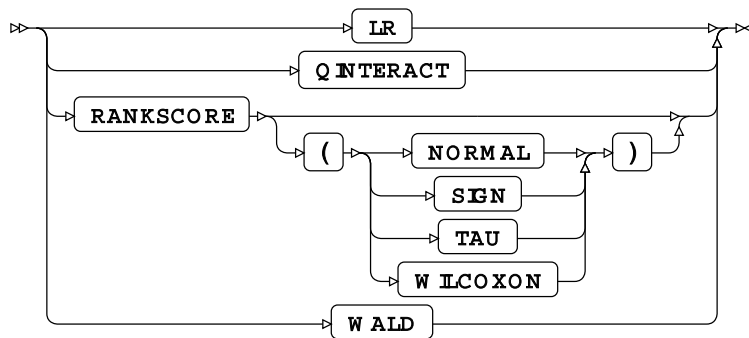 LR
QINTERACT
RANKSCORE
( NORMAL )
SIGN
TAU
WILCOXON
WALD